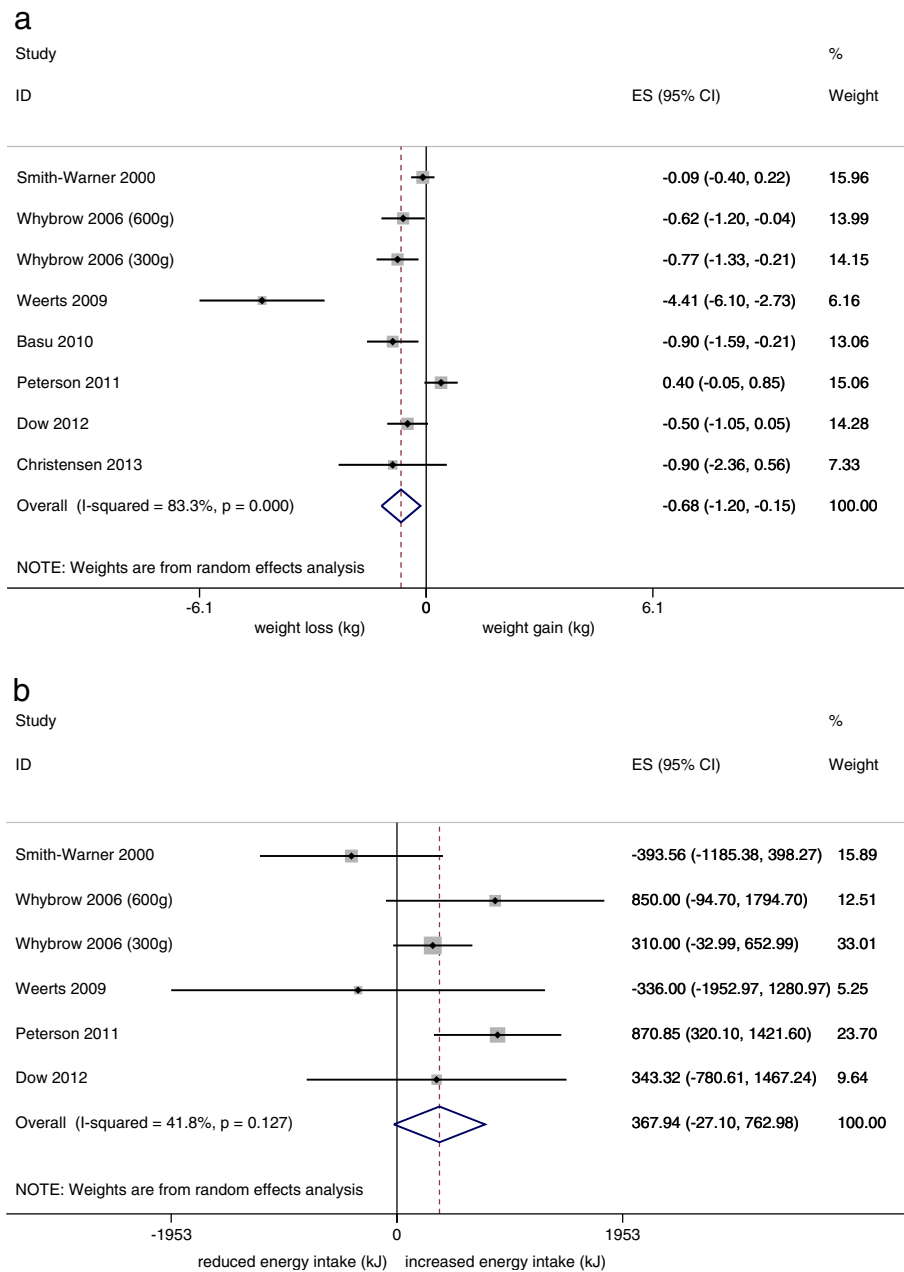 a
Study %
ID ES (95% CI) Weight
Smith-Warner 2000 -0.09 (-0.40, 0.22) 15.96
Whybrow 2006 (600g) -0.62 (-1.20, -0.04) 13.99
Whybrow 2006 (300g) -0.77 (-1.33, -0.21) 14.15
Weerts 2009 -4.41 (-6.10, -2.73) 6.16
Basu 2010 -0.90 (-1.59, -0.21) 13.06
Peterson 2011 0.40 (-0.05, 0.85) 15.06
Dow 2012 -0.50 (-1.05, 0.05) 14.28
Christensen 2013 -0.90 (-2.36, 0.56) 7.33
Overall (I-squared = 83.3%, p = 0.000) -0.68 (-1.20, -0.15) 100.00
NOTE: Weights are from random effects analysis
-6.1 0 6.1
weight loss (kg) weight gain (kg)
b
Study %
ID ES (95% CI) Weight
Smith-Warner 2000 -393.56 (-1185.38, 398.27) 15.89
Whybrow 2006 (600g) 850.00 (-94.70, 1794.70) 12.51
Whybrow 2006 (300g) 310.00 (-32.99, 652.99) 33.01
Weerts 2009 -336.00 (-1952.97, 1280.97) 5.25
Peterson 2011 870.85 (320.10, 1421.60) 23.70
Dow 2012 343.32 (-780.61, 1467.24) 9.64
Overall (I-squared = 41.8%, p = 0.127) 367.94 (-27.10, 762.98) 100.00
NOTE: Weights are from random effects analysis
-1953 0 1953
reduced energy intake (kJ) increased energy intake (kJ)